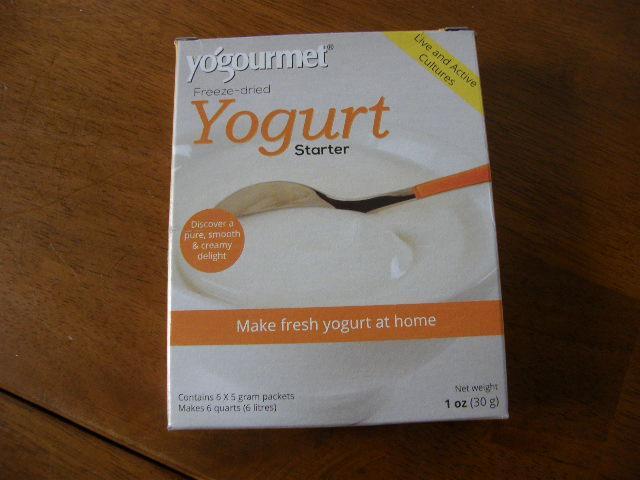 yógourmet®
Live and Active
Cultures
Freeze-dried
Yogurt
Starter
Discover a
pure, smooth
& creamy
delight
Make fresh yogurt at home
Contains 6 X 5 gram packets
Makes 6 quarts (6 litres)
Net weight
1 oz (30 g)